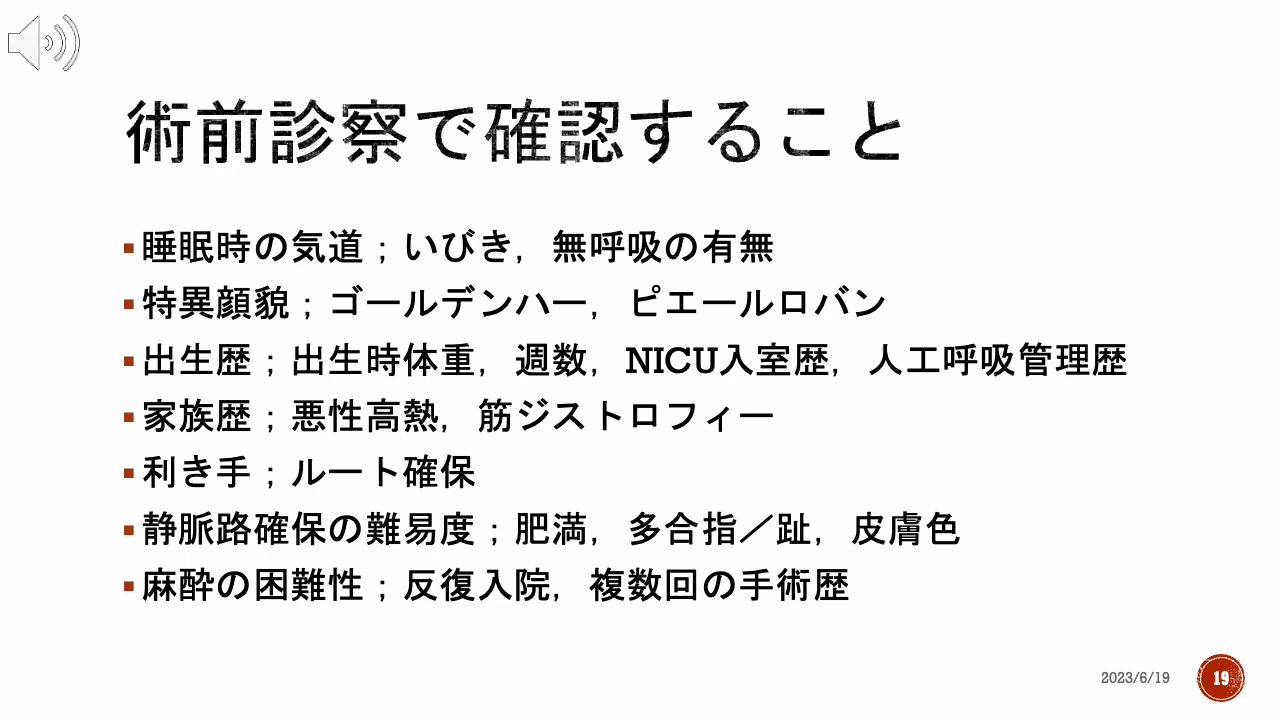 術前診察で確認すること
▪睡眠時の気道；いびき，無呼吸の有無
▪特異顔貌；ゴールデンハー，ピエールロバン
▪出生歴；出生時体重，週数，NICU入室歴，人工呼吸管理歴
▪家族歴；悪性高熱，筋ジストロフィー
▪利き手；ルート確保
▪静脈路確保の難易度；肥満，多合指／趾，皮膚色
▪麻酔の困難性；反復入院，複数回の手術歴
2023/6/19
19